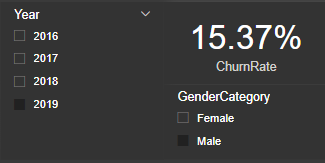 Year
2016
2017
2018
2019
15.37%
ChurnRate
GenderCategory
Female
Male